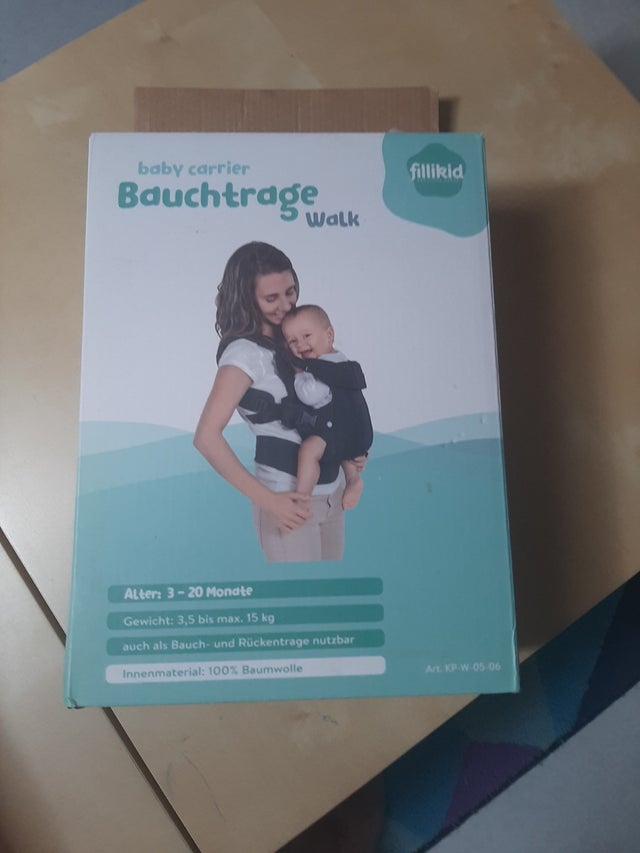 baby carrier
fillikid
Bauchtrage
Walk
Alter: 3 – 20 Monate
Gewicht: 3,5 bis max. 15 kg
auch als Bauch- und Rückentrage nutzbar
Innenmaterial: 100% Baumwolle
Art. KP-W-05-06